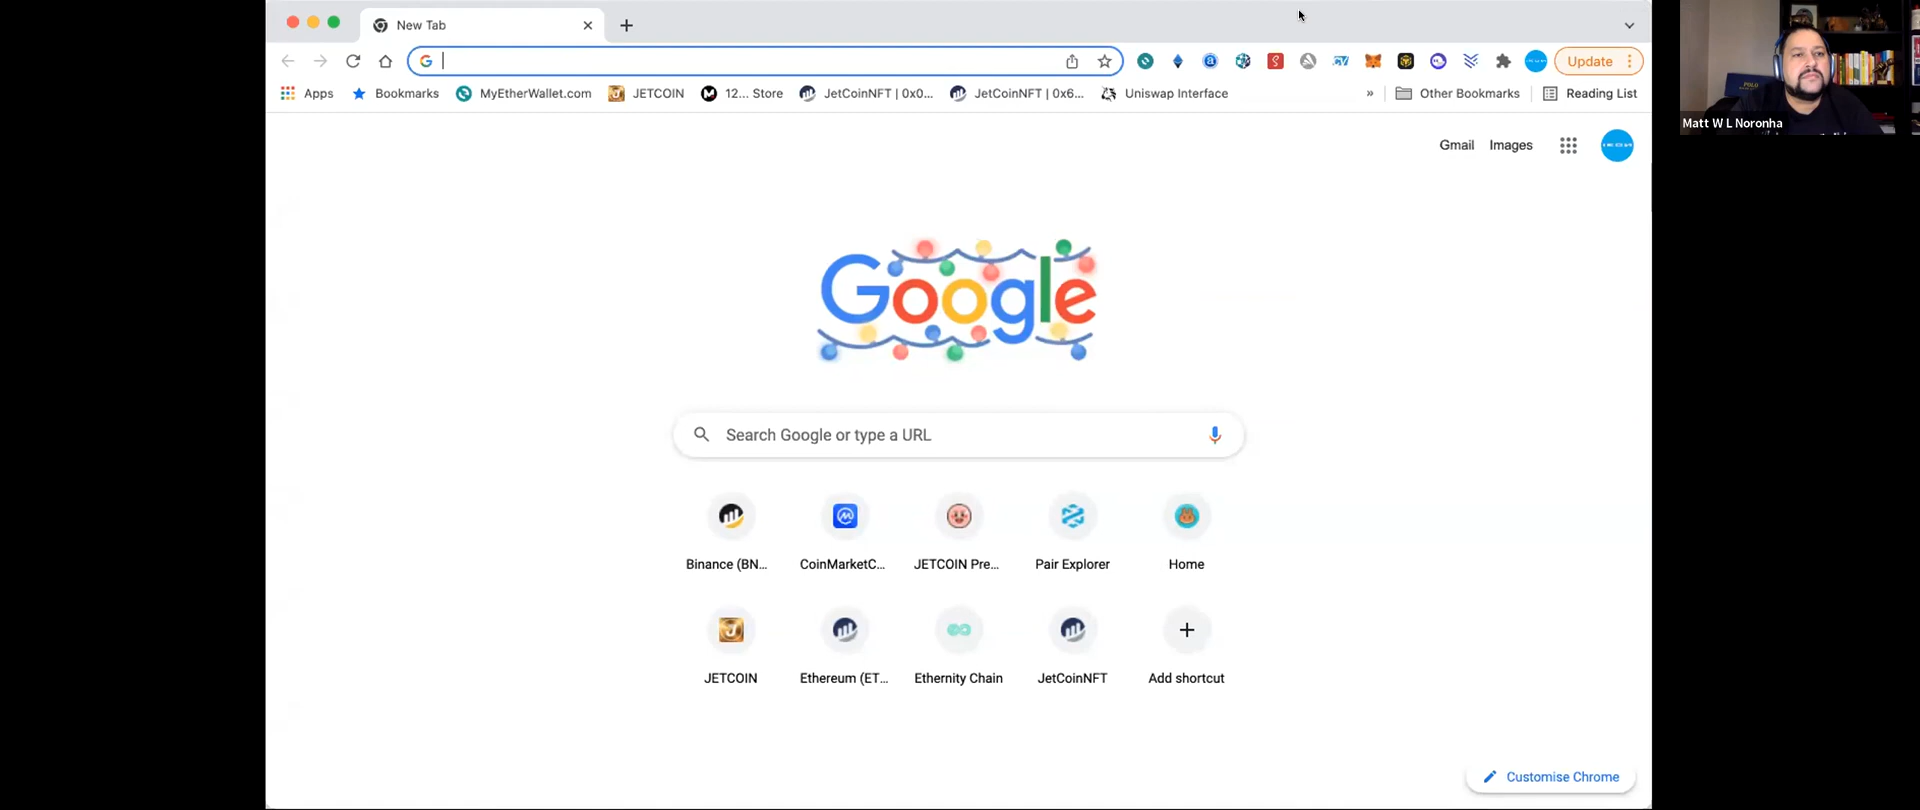 New Tab
Update
Apps
Bookmarks
MyEtherWallet.com
JETCOIN
12... Store
JetCoinNFT | 0x0...
JetCoinNFT | 0x6...
Uniswap Interface
»
Other Bookmarks
Reading List
Matt W L Noronha
Gmail
Images
Google
Search Google or type a URL
Binance (BN...
CoinMarketC...
JETCOIN Pre...
Pair Explorer
Home
JETCOIN
Ethereum (ET...
Ethernity Chain
JetCoinNFT
Add shortcut
Customise Chrome